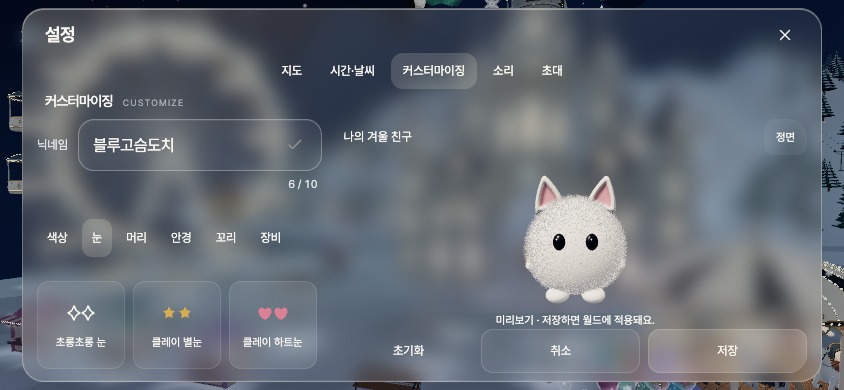 설정
지도 시간·날씨 커스터마이징 소리 초대
커스터마이징 CUSTOMIZE
닉네임 블루고슴도치
6 / 10
나의 겨울 친구
정면
색상 눈 머리 안경 꼬리 장비
초롱초롱 눈 클레이 별눈 클레이 하트눈
미리보기 · 저장하면 월드에 적용돼요.
초기화 취소 저장